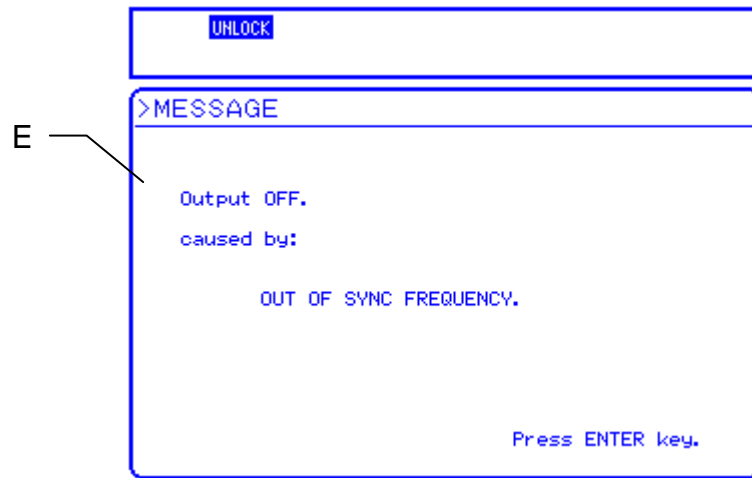 UNLOCK
>MESSAGE
E
Output OFF.
caused by:
OUT OF SYNC FREQUENCY.
Press ENTER key.